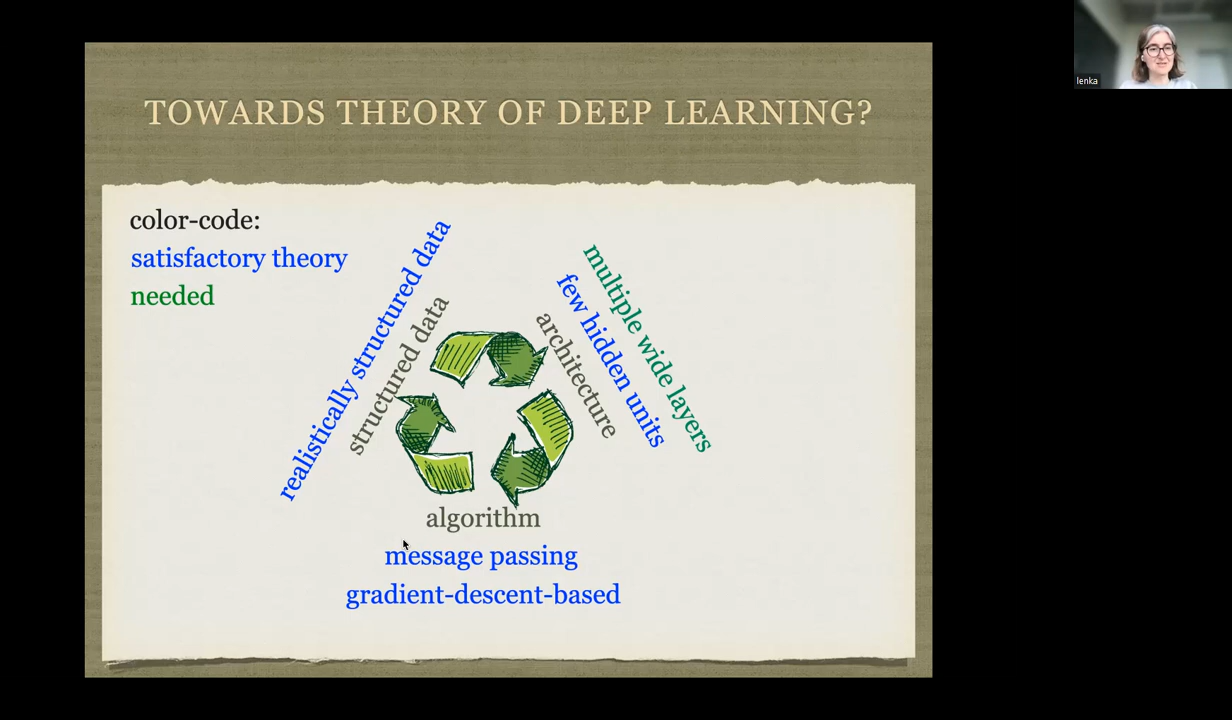 TOWARDS THEORY OF DEEP LEARNING?
color-code:
satisfactory theory
needed
realistically structured data
structured data
architecture
few hidden units
multiple wide layers
algorithm
message passing
gradient-descent-based
lenka